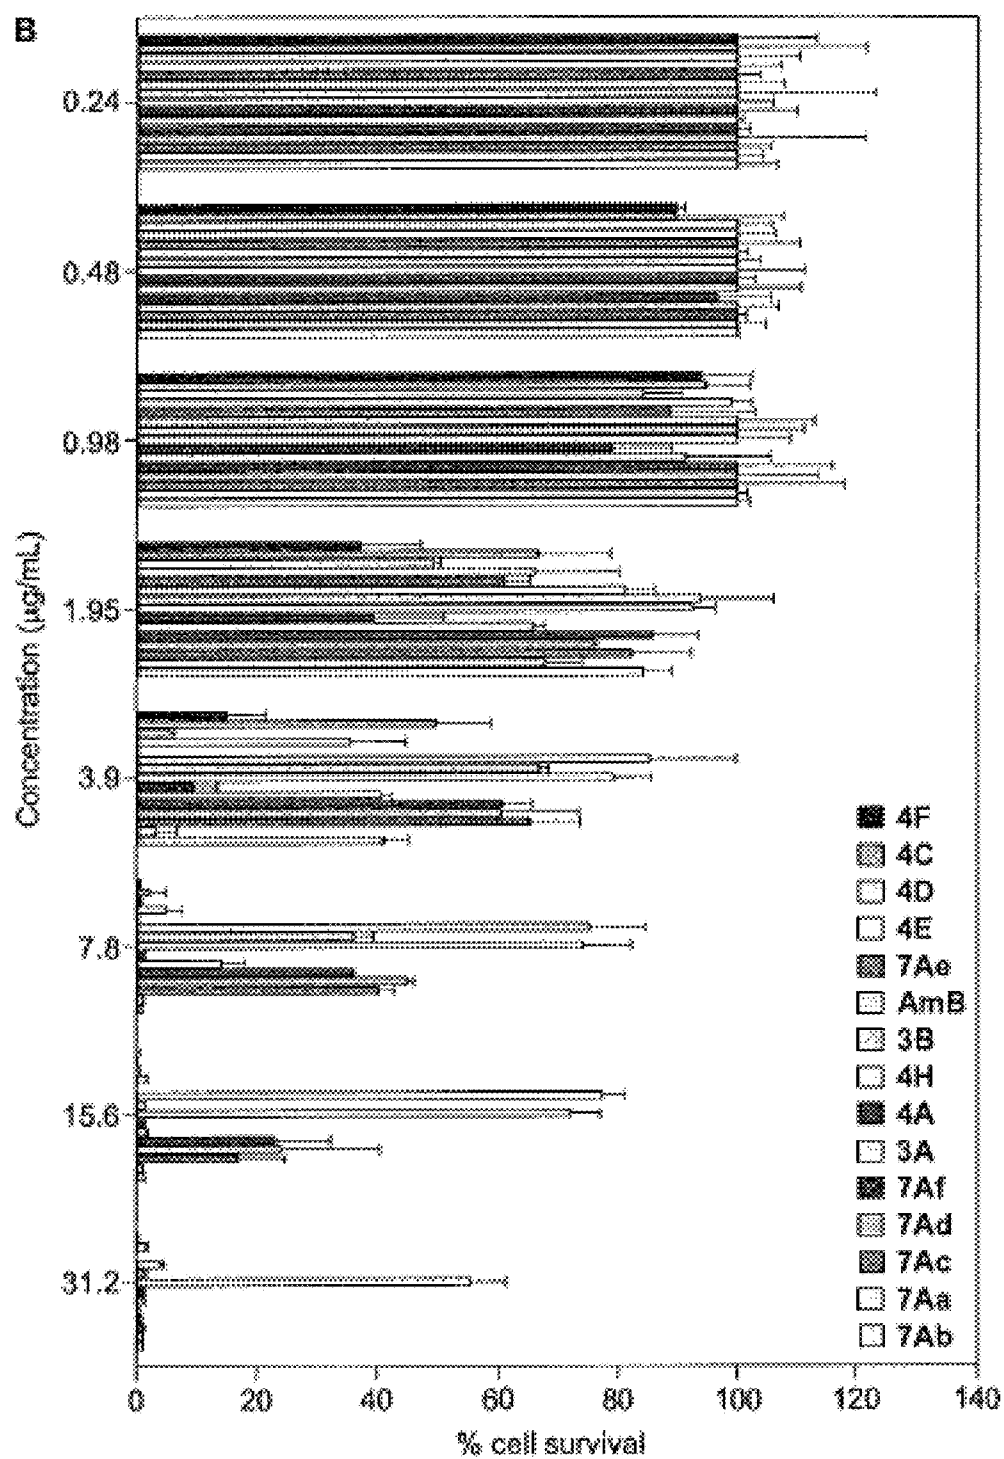 B
Concentration (µg/mL)
0.24
0.48
0.98
1.95
3.9
7.8
15.6
31.2
4F
4C
4D
4E
7Ae
AmB
3B
4H
4A
3A
7Af
7Ad
7Ac
7Aa
7Ab
0 20 40 60 80 100 120 140
% cell survival